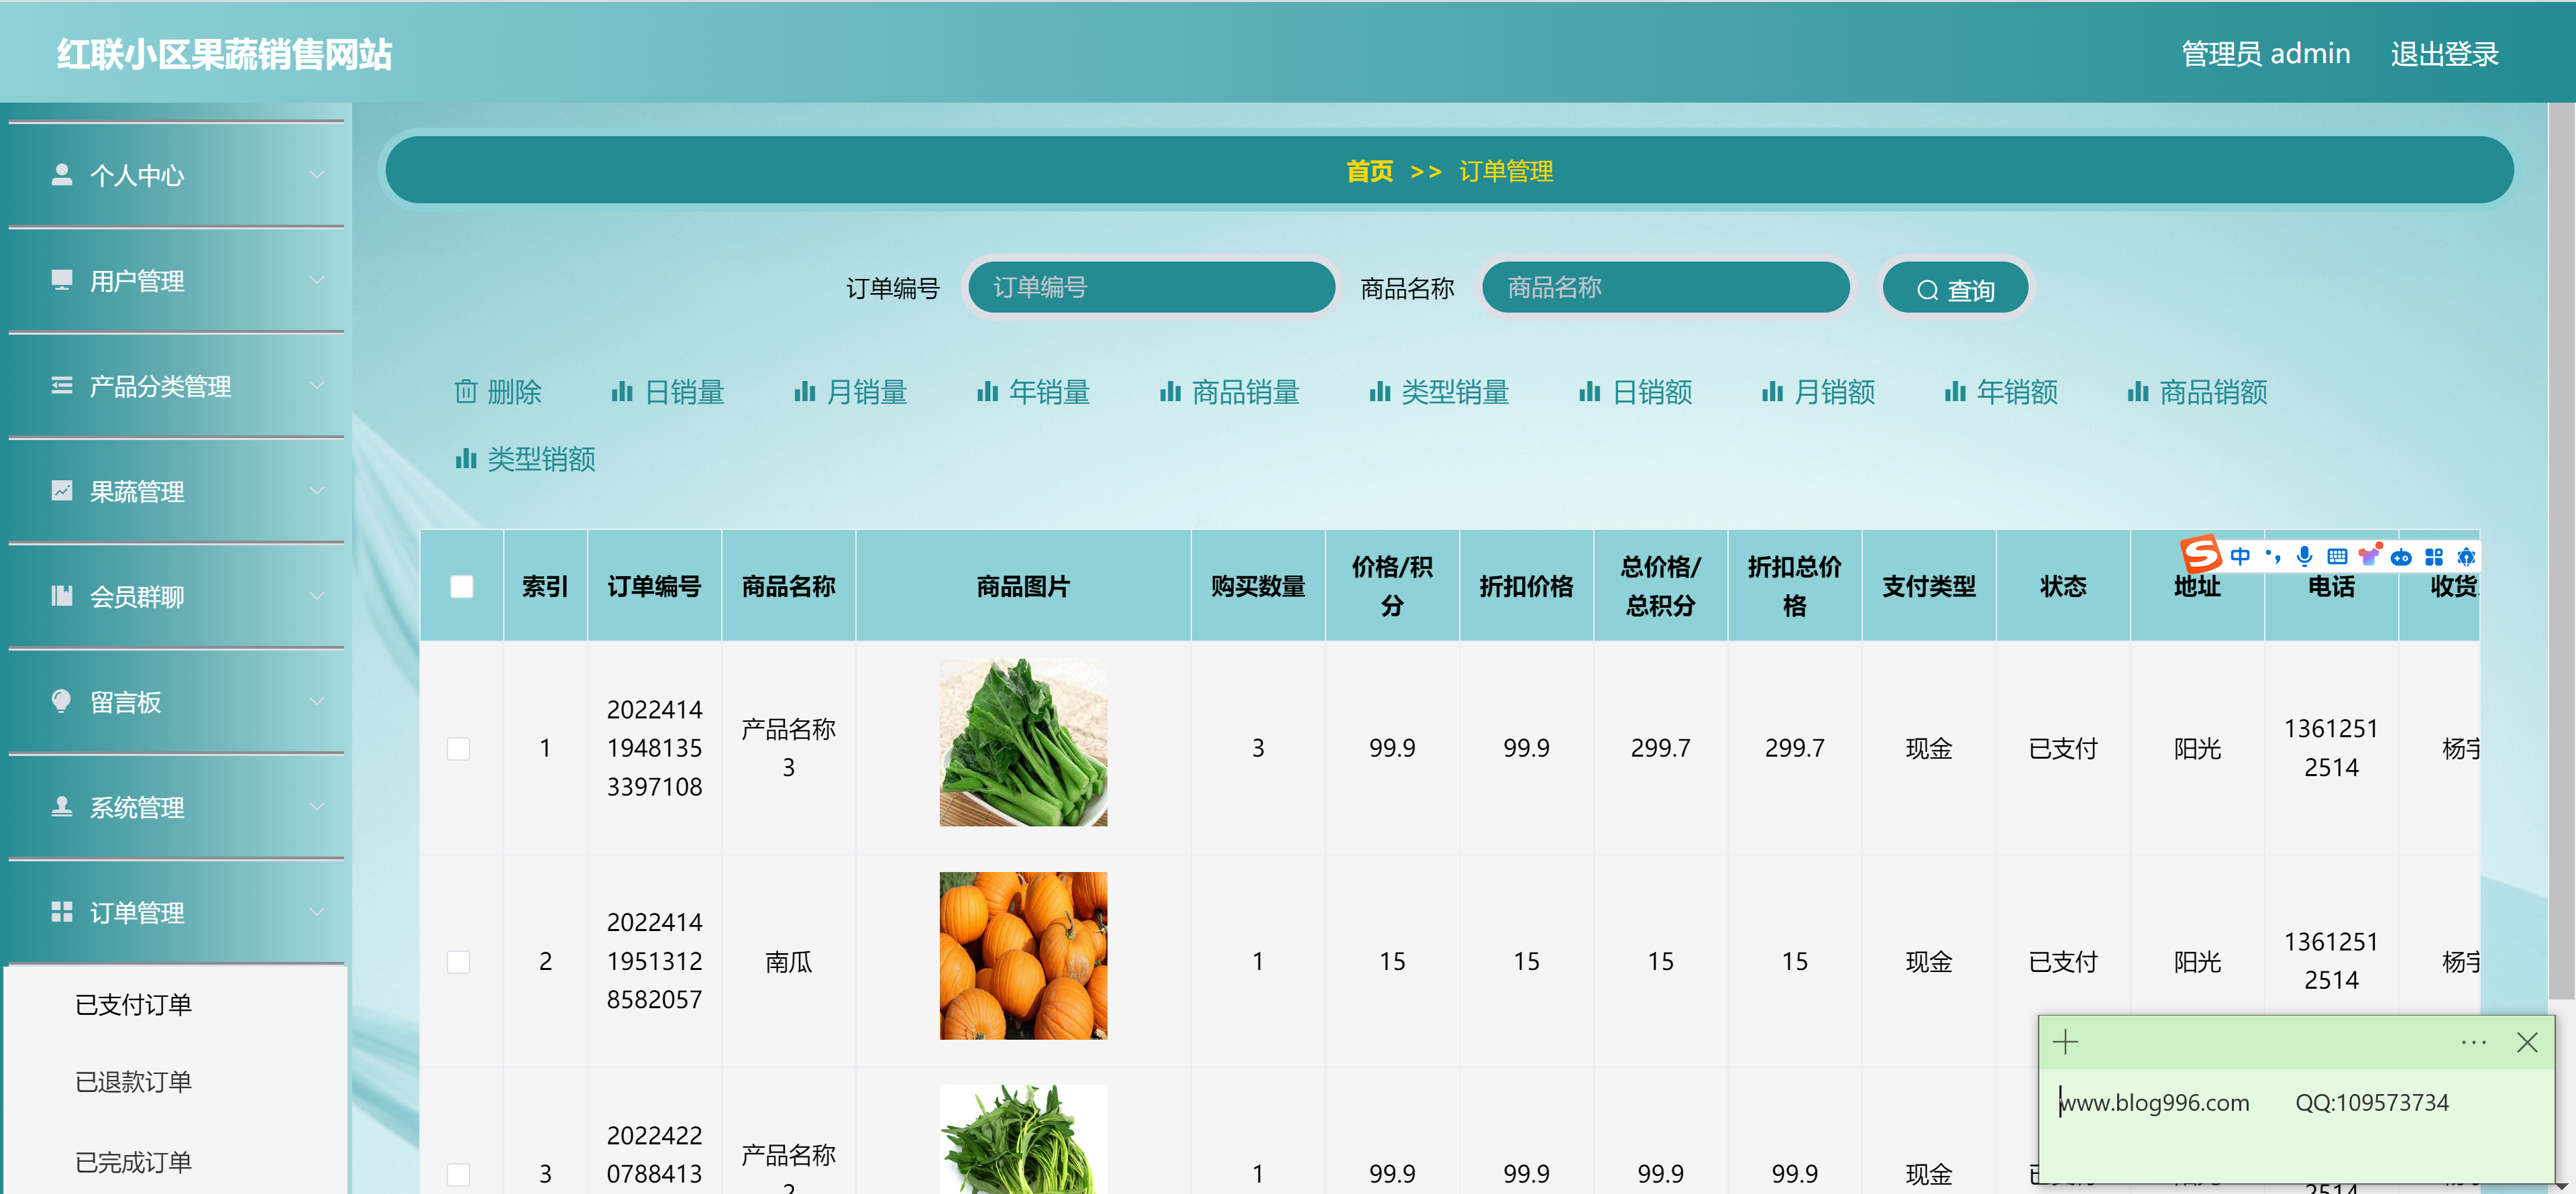 红联小区果蔬销售网站
管理员 admin 退出登录
个人中心
用户管理
产品分类管理
果蔬管理
会员群聊
留言板
系统管理
订单管理
已支付订单
已退款订单
已完成订单
首页 >> 订单管理
订单编号 订单编号 商品名称 商品名称 查询
删除 日销量 月销量 年销量 商品销量 类型销量 日销额 月销额 年销额 商品销额
类型销额
索引 订单编号 商品名称 商品图片 购买数量 价格/积分 折扣价格 总价格/总积分 折扣总价格 支付类型 状态 地址 电话 收货
中
1 202241419481353397108 产品名称3 3 99.9 99.9 299.7 299.7 现金 已支付 阳光 13612512514 杨
2 202241419513128582057 南瓜 1 15 15 15 15 现金 已支付 阳光 13612512514 杨
3 20224220788413 产品名称 1 99.9 99.9 99.9 99.9 现金
www.blog996.com QQ:109573734